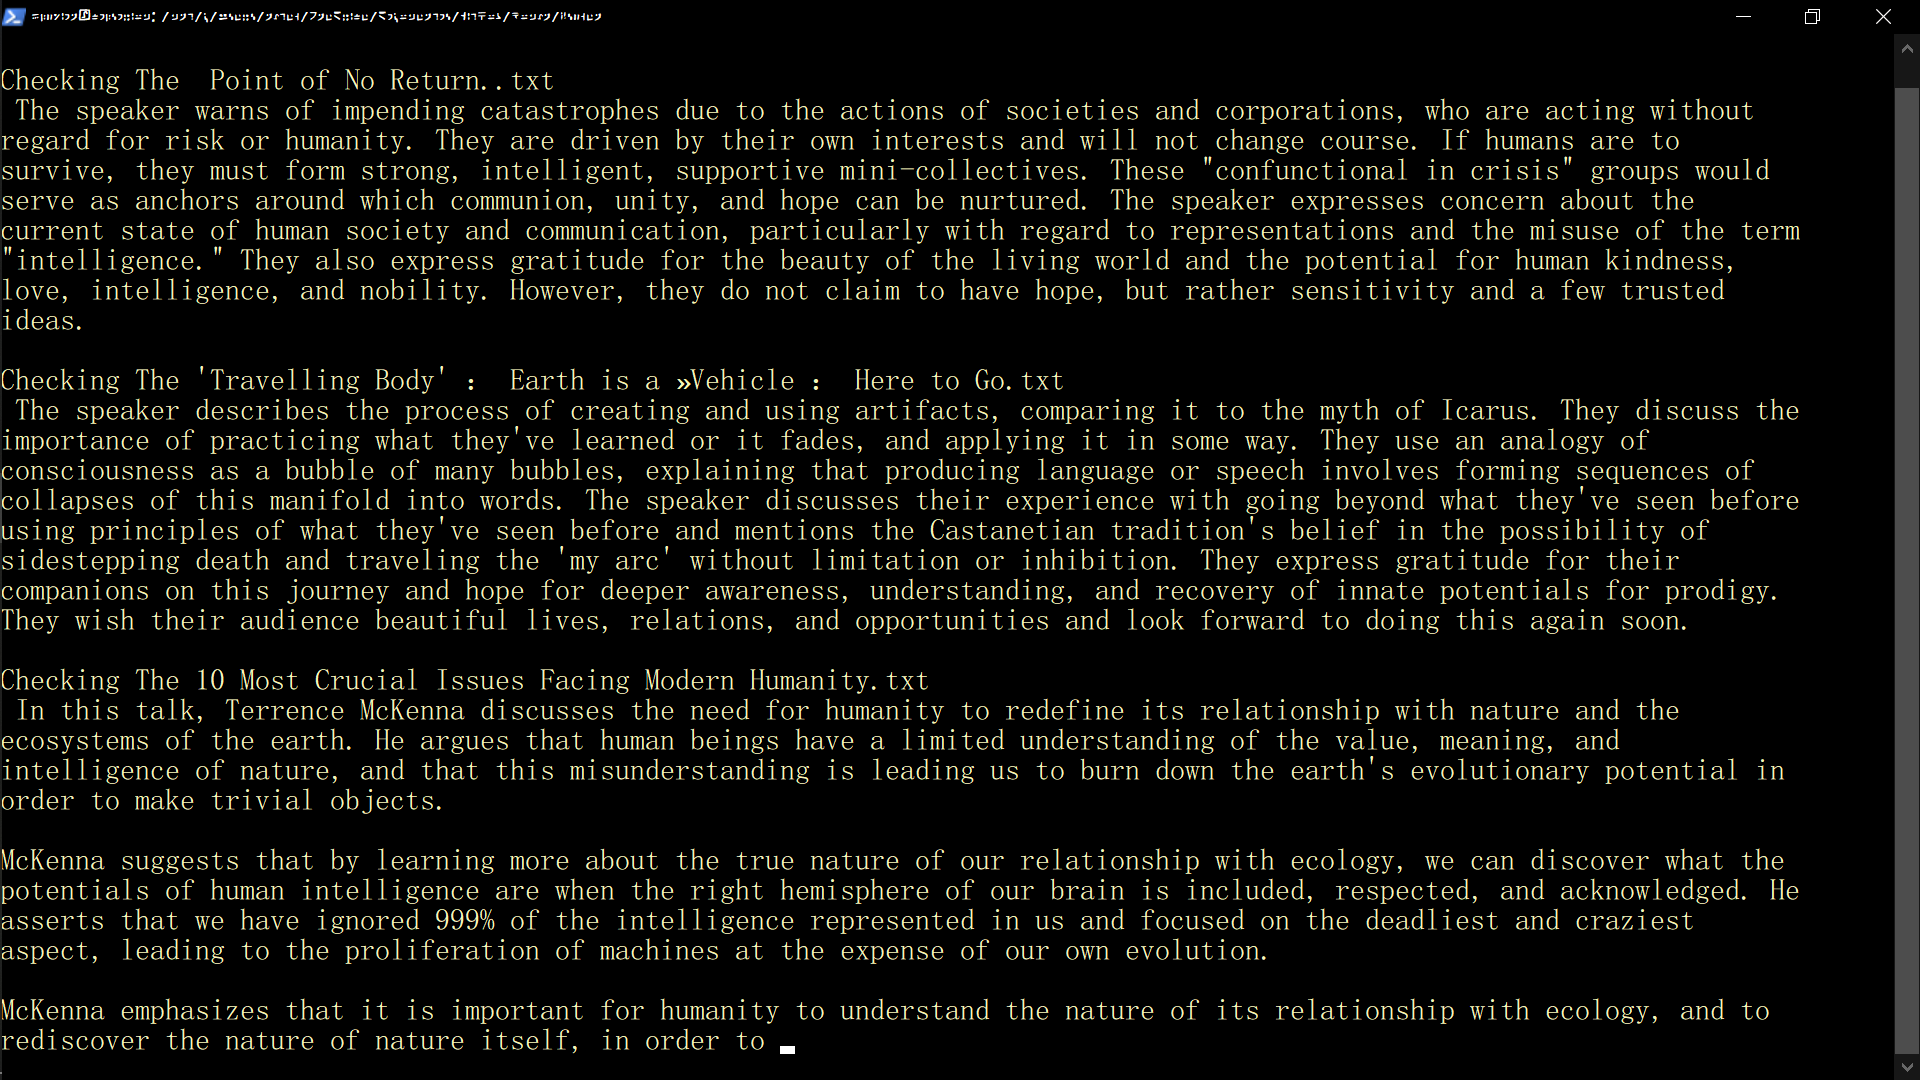 Checking The  Point of No Return..txt
The speaker warns of impending catastrophes due to the actions of societies and corporations, who are acting without
regard for risk or humanity. They are driven by their own interests and will not change course. If humans are to
survive, they must form strong, intelligent, supportive mini-collectives. These "confunctional in crisis" groups would
serve as anchors around which communion, unity, and hope can be nurtured. The speaker expresses concern about the
current state of human society and communication, particularly with regard to representations and the misuse of the term
"intelligence." They also express gratitude for the beauty of the living world and the potential for human kindness,
love, intelligence, and nobility. However, they do not claim to have hope, but rather sensitivity and a few trusted
ideas.
Checking The 'Travelling Body' : Earth is a »Vehicle : Here to Go.txt
The speaker describes the process of creating and using artifacts, comparing it to the myth of Icarus. They discuss the
importance of practicing what they've learned or it fades, and applying it in some way. They use an analogy of
consciousness as a bubble of many bubbles, explaining that producing language or speech involves forming sequences of
collapses of this manifold into words. The speaker discusses their experience with going beyond what they've seen before
using principles of what they've seen before and mentions the Castanetian tradition's belief in the possibility of
sidestepping death and traveling the 'my arc' without limitation or inhibition. They express gratitude for their
companions on this journey and hope for deeper awareness, understanding, and recovery of innate potentials for prodigy.
They wish their audience beautiful lives, relations, and opportunities and look forward to doing this again soon.
Checking The 10 Most Crucial Issues Facing Modern Humanity.txt
In this talk, Terrence McKenna discusses the need for humanity to redefine its relationship with nature and the
ecosystems of the earth. He argues that human beings have a limited understanding of the value, meaning, and
intelligence of nature, and that this misunderstanding is leading us to burn down the earth's evolutionary potential in
order to make trivial objects.
McKenna suggests that by learning more about the true nature of our relationship with ecology, we can discover what the
potentials of human intelligence are when the right hemisphere of our brain is included, respected, and acknowledged. He
asserts that we have ignored 999% of the intelligence represented in us and focused on the deadliest and craziest
aspect, leading to the proliferation of machines at the expense of our own evolution.
McKenna emphasizes that it is important for humanity to understand the nature of its relationship with ecology, and to
rediscover the nature of nature itself, in order to